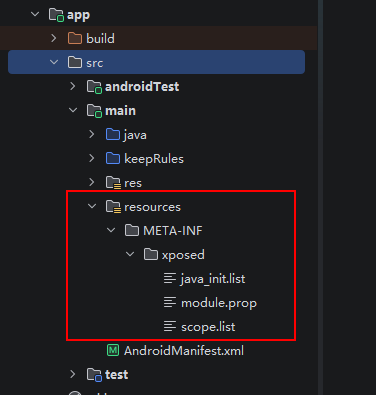 app
build
src
androidTest
main
java
keepRules
res
resources
META-INF
xposed
java_init.list
module.prop
scope.list
AndroidManifest.xml
test